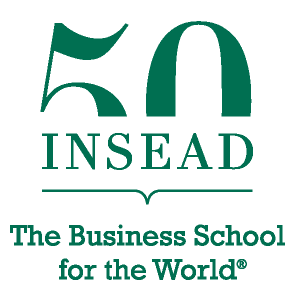 50
INSEAD
The Business School
for the World®